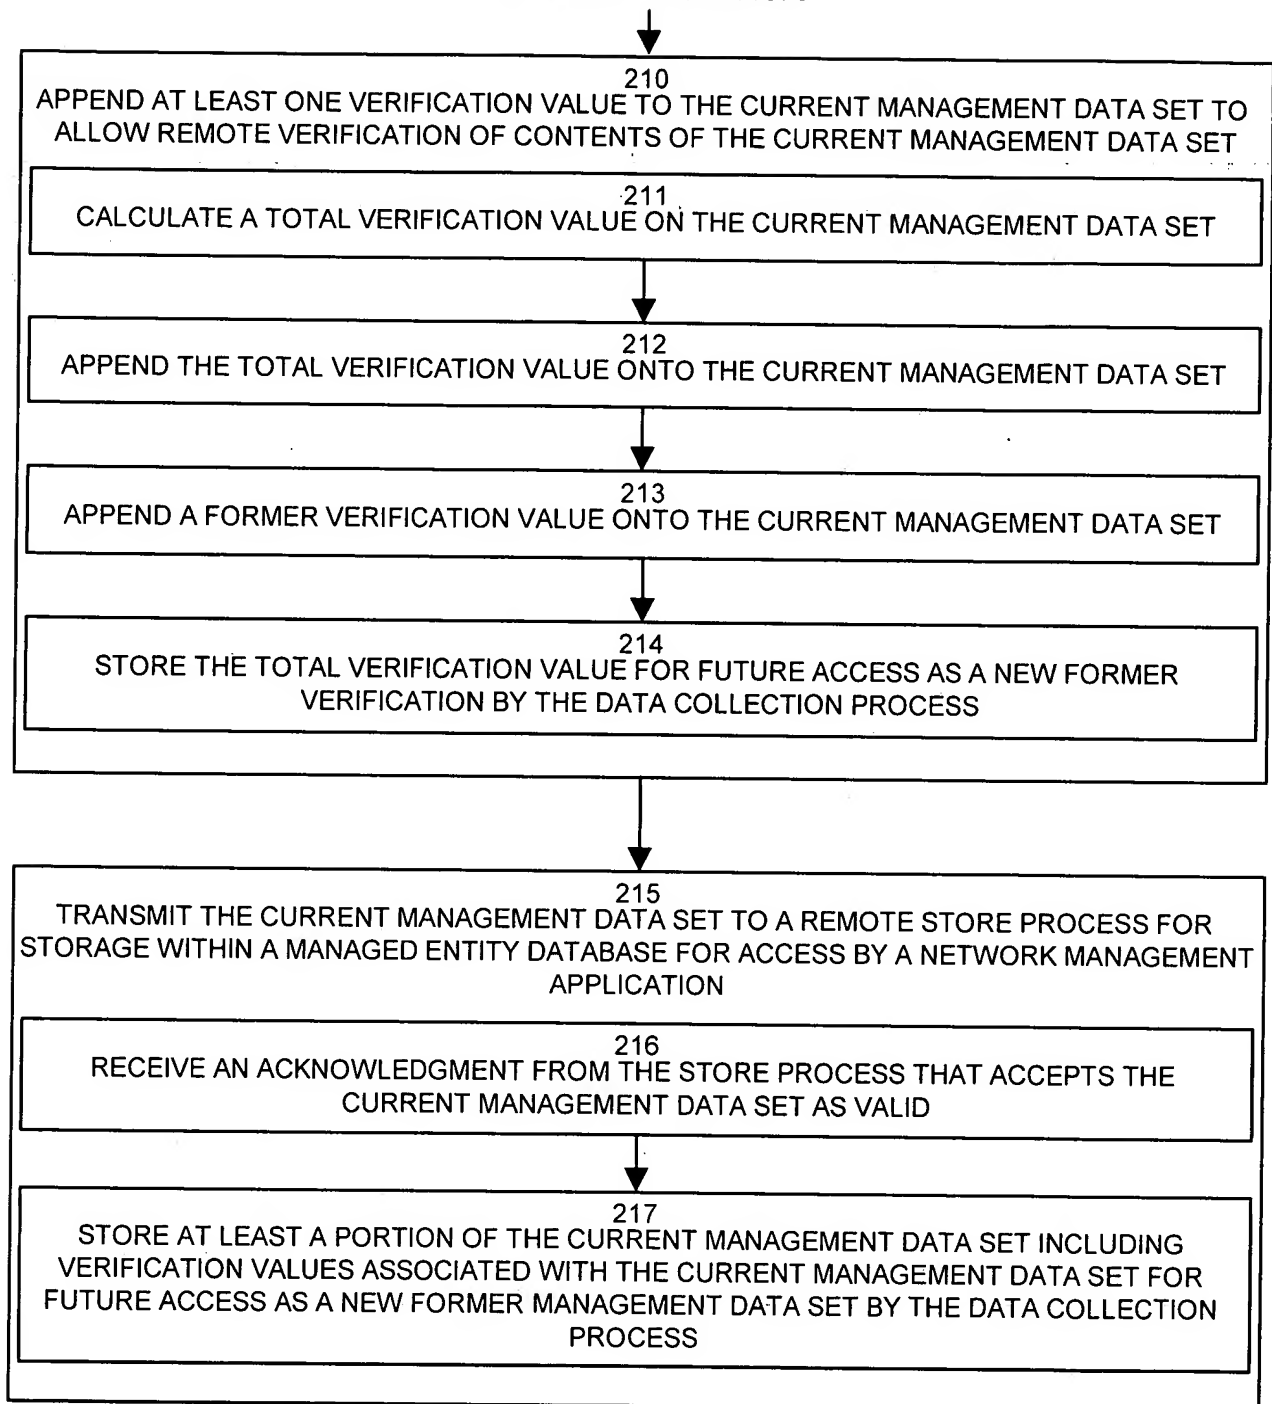 210
APPEND AT LEAST ONE VERIFICATION VALUE TO THE CURRENT MANAGEMENT DATA SET TO
ALLOW REMOTE VERIFICATION OF CONTENTS OF THE CURRENT MANAGEMENT DATA SET
211
CALCULATE A TOTAL VERIFICATION VALUE ON THE CURRENT MANAGEMENT DATA SET
212
APPEND THE TOTAL VERIFICATION VALUE ONTO THE CURRENT MANAGEMENT DATA SET
213
APPEND A FORMER VERIFICATION VALUE ONTO THE CURRENT MANAGEMENT DATA SET
214
STORE THE TOTAL VERIFICATION VALUE FOR FUTURE ACCESS AS A NEW FORMER
VERIFICATION BY THE DATA COLLECTION PROCESS
215
TRANSMIT THE CURRENT MANAGEMENT DATA SET TO A REMOTE STORE PROCESS FOR
STORAGE WITHIN A MANAGED ENTITY DATABASE FOR ACCESS BY A NETWORK MANAGEMENT
APPLICATION
216
RECEIVE AN ACKNOWLEDGMENT FROM THE STORE PROCESS THAT ACCEPTS THE
CURRENT MANAGEMENT DATA SET AS VALID
217
STORE AT LEAST A PORTION OF THE CURRENT MANAGEMENT DATA SET INCLUDING
VERIFICATION VALUES ASSOCIATED WITH THE CURRENT MANAGEMENT DATA SET FOR
FUTURE ACCESS AS A NEW FORMER MANAGEMENT DATA SET BY THE DATA COLLECTION
PROCESS